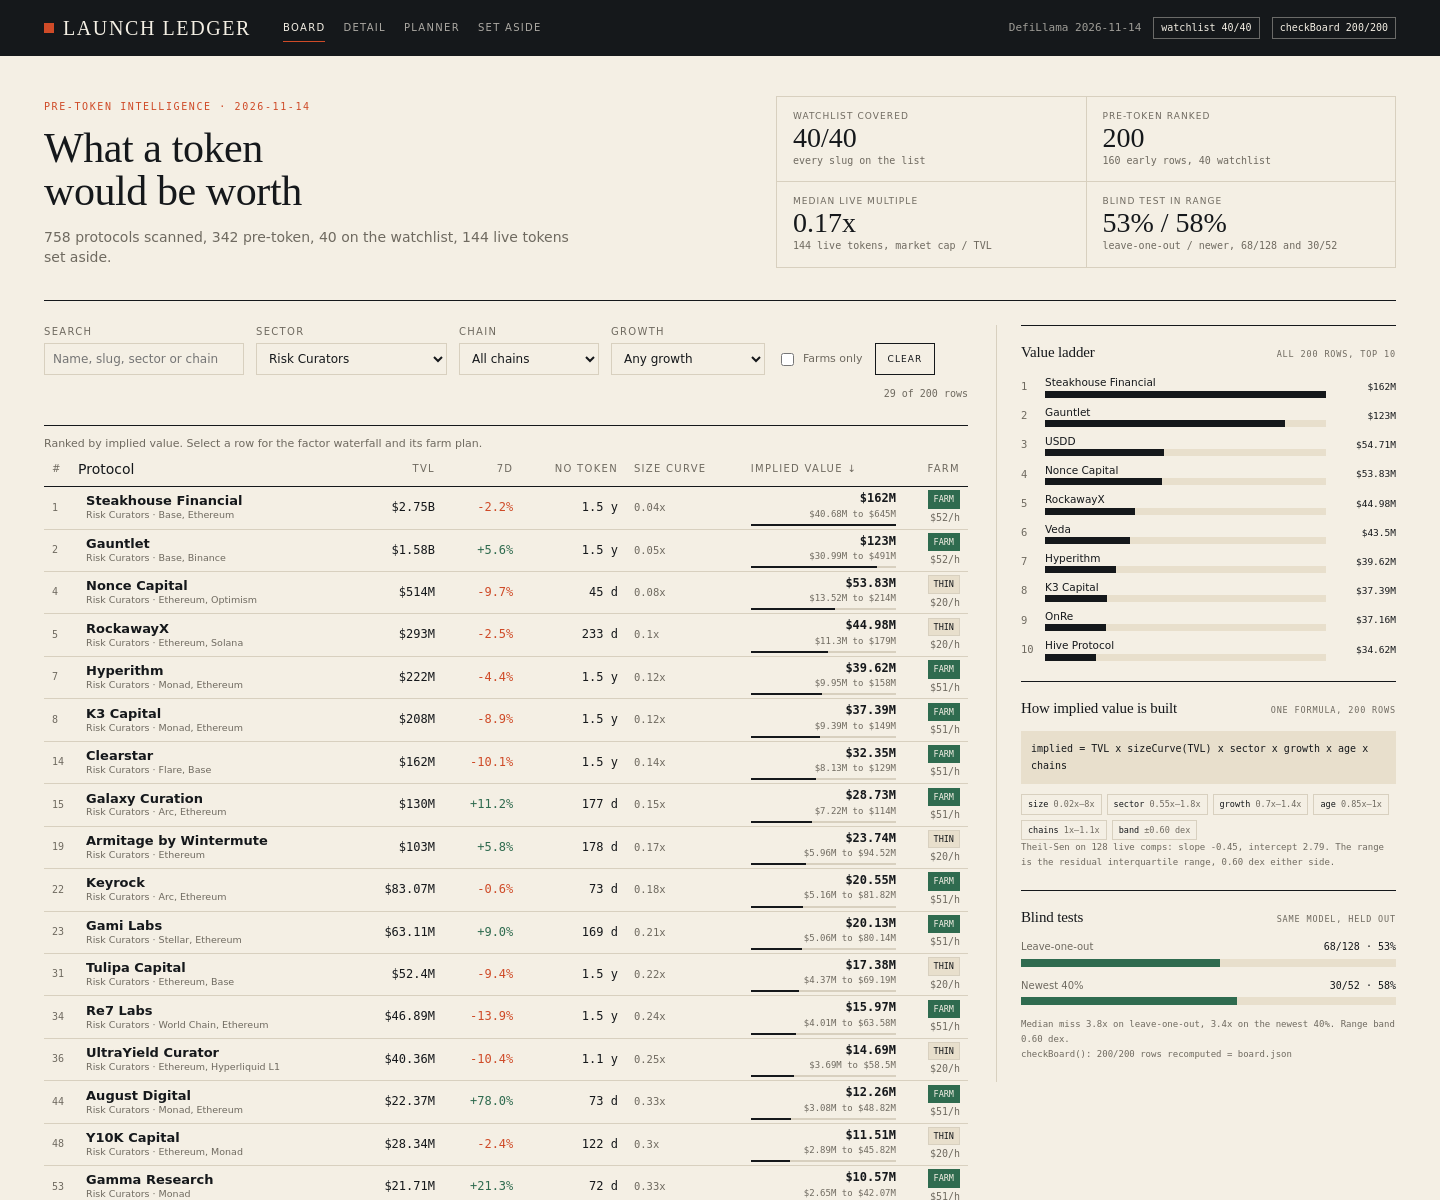 LAUNCH LEDGER
BOARD DETAIL PLANNER SET ASIDE
DefiLlama 2026-11-14 watchlist 40/40 checkBoard 200/200
PRE-TOKEN INTELLIGENCE · 2026-11-14
What a token
would be worth
758 protocols scanned, 342 pre-token, 40 on the watchlist, 144 live tokens
set aside.
WATCHLIST COVERED
40/40
every slug on the list
PRE-TOKEN RANKED
200
160 early rows, 40 watchlist
MEDIAN LIVE MULTIPLE
0.17x
144 live tokens, market cap / TVL
BLIND TEST IN RANGE
53% / 58%
leave-one-out / newer, 68/128 and 30/52
SEARCH SECTOR CHAIN GROWTH
Name, slug, sector or chain Risk Curators All chains Any growth Farms only CLEAR
29 of 200 rows
Ranked by implied value. Select a row for the factor waterfall and its farm plan.
# Protocol TVL 7D NO TOKEN SIZE CURVE IMPLIED VALUE ↓ FARM
1 Steakhouse Financial $2.75B -2.2% 1.5 y 0.04x $162M FARM
Risk Curators · Base, Ethereum $40.68M to $645M $52/h
2 Gauntlet $1.58B +5.6% 1.5 y 0.05x $123M FARM
Risk Curators · Base, Binance $30.99M to $491M $52/h
4 Nonce Capital $514M -9.7% 45 d 0.08x $53.83M THIN
Risk Curators · Ethereum, Optimism $13.52M to $214M $20/h
5 RockawayX $293M -2.5% 233 d 0.1x $44.98M THIN
Risk Curators · Ethereum, Solana $11.3M to $179M $20/h
7 Hyperithm $222M -4.4% 1.5 y 0.12x $39.62M FARM
Risk Curators · Monad, Ethereum $9.95M to $158M $51/h
8 K3 Capital $208M -8.9% 1.5 y 0.12x $37.39M FARM
Risk Curators · Monad, Ethereum $9.39M to $149M $51/h
14 Clearstar $162M -10.1% 1.5 y 0.14x $32.35M FARM
Risk Curators · Flare, Base $8.13M to $129M $51/h
15 Galaxy Curation $130M +11.2% 177 d 0.15x $28.73M FARM
Risk Curators · Arc, Ethereum $7.22M to $114M $51/h
19 Armitage by Wintermute $103M +5.8% 178 d 0.17x $23.74M THIN
Risk Curators · Ethereum $5.96M to $94.52M $20/h
22 Keyrock $83.07M -0.6% 73 d 0.18x $20.55M FARM
Risk Curators · Arc, Ethereum $5.16M to $81.82M $51/h
23 Gami Labs $63.11M +9.0% 169 d 0.21x $20.13M FARM
Risk Curators · Stellar, Ethereum $5.06M to $80.14M $51/h
31 Tulipa Capital $52.4M -9.4% 1.5 y 0.22x $17.38M THIN
Risk Curators · Ethereum, Base $4.37M to $69.19M $20/h
34 Re7 Labs $46.89M -13.9% 1.5 y 0.24x $15.97M FARM
Risk Curators · World Chain, Ethereum $4.01M to $63.58M $51/h
36 UltraYield Curator $40.36M -10.4% 1.1 y 0.25x $14.69M THIN
Risk Curators · Ethereum, Hyperliquid L1 $3.69M to $58.5M $20/h
44 August Digital $22.37M +78.0% 73 d 0.33x $12.26M FARM
Risk Curators · Monad, Ethereum $3.08M to $48.82M $51/h
48 Y10K Capital $28.34M -2.4% 122 d 0.3x $11.51M THIN
Risk Curators · Ethereum, Monad $2.89M to $45.82M $20/h
53 Gamma Research $21.71M +21.3% 72 d 0.33x $10.57M FARM
Risk Curators · Monad $2.65M to $42.07M $51/h
Value ladder ALL 200 ROWS, TOP 10
1 Steakhouse Financial $162M
2 Gauntlet $123M
3 USDD $54.71M
4 Nonce Capital $53.83M
5 RockawayX $44.98M
6 Veda $43.5M
7 Hyperithm $39.62M
8 K3 Capital $37.39M
9 OnRe $37.16M
10 Hive Protocol $34.62M
How implied value is built ONE FORMULA, 200 ROWS
implied = TVL x sizeCurve(TVL) x sector x growth x age x
chains
size 0.02x–8x sector 0.55x–1.8x growth 0.7x–1.4x age 0.85x–1x
chains 1x–1.1x band ±0.60 dex
Theil-Sen on 128 live comps: slope -0.45, intercept 2.79. The range
is the residual interquartile range, 0.60 dex either side.
Blind tests SAME MODEL, HELD OUT
Leave-one-out 68/128 · 53%
Newest 40% 30/52 · 58%
Median miss 3.8x on leave-one-out, 3.4x on the newest 40%. Range band
0.60 dex.
checkBoard(): 200/200 rows recomputed = board.json